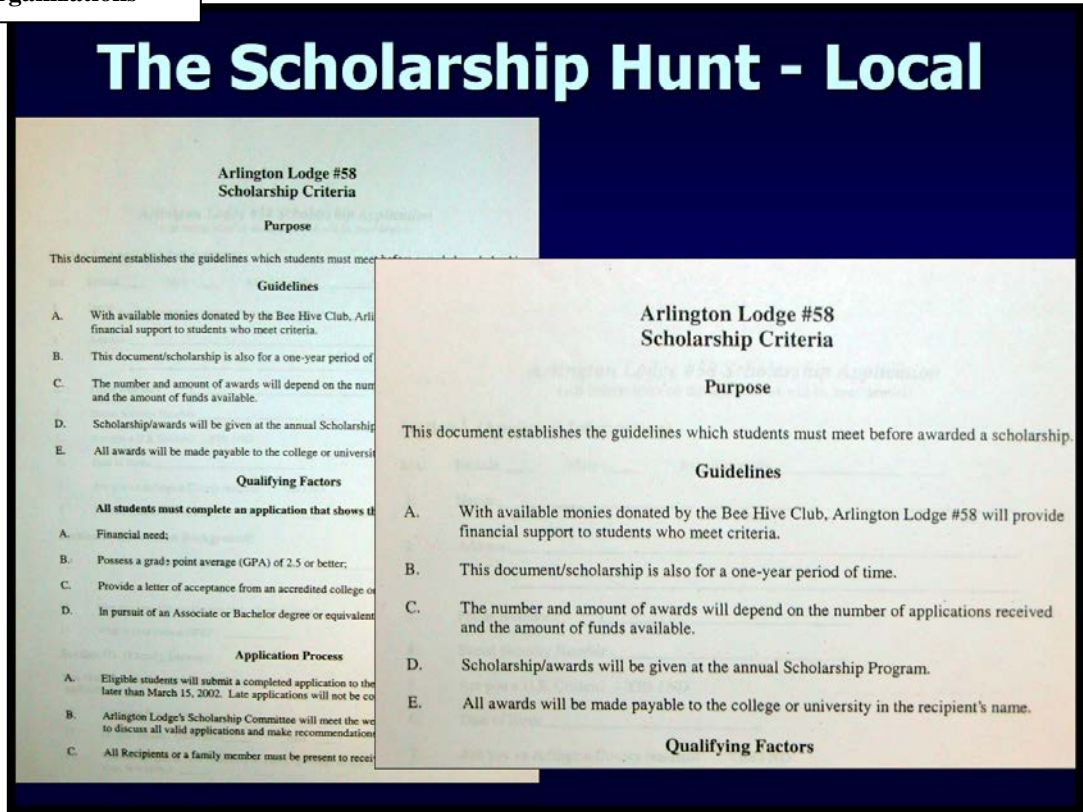 The Scholarship Hunt - Local
Arlington Lodge #58
Scholarship Criteria
Purpose
This document establishes the guidelines which students must meet
Guidelines
A. With available monies donated by the Bee Hive Club, Arli
financial support to students who meet criteria.
B. This document/scholarship is also for a one-year period of
C. The number and amount of awards will depend on the num
and the amount of funds available.
D. Scholarship/awards will be given at the annual Scholarship
E. All awards will be made payable to the college or universit
Qualifying Factors
All students must complete an application that shows th
A. Financial need;
B. Possess a grade point average (GPA) of 2.5 or better;
C. Provide a letter of acceptance from an accredited college o
D. In pursuit of an Associate or Bachelor degree or equivalent
Application Process
A. Eligible students will submit a completed application to the
later than March 15, 2002. Late applications will not be co
B. Arlington Lodge's Scholarship Committee will meet the we
to discuss all valid applications and make recommendation
C. All Recipients or a family member must be present to recei
Arlington Lodge #58
Scholarship Criteria
Purpose
This document establishes the guidelines which students must meet before awarded a scholarship.
Guidelines
A. With available monies donated by the Bee Hive Club, Arlington Lodge #58 will provide
financial support to students who meet criteria.
B. This document/scholarship is also for a one-year period of time.
C. The number and amount of awards will depend on the number of applications received
and the amount of funds available.
D. Scholarship/awards will be given at the annual Scholarship Program.
E. All awards will be made payable to the college or university in the recipient's name.
Qualifying Factors